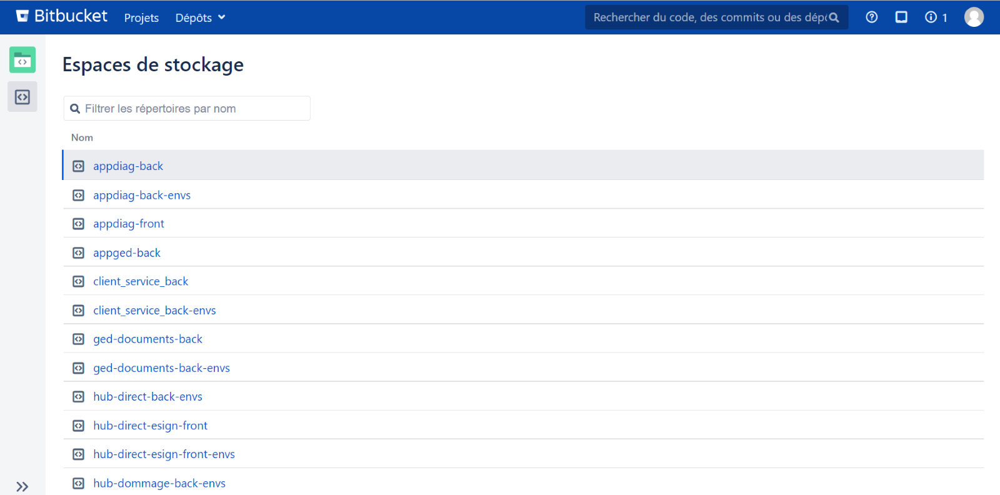 Bitbucket Projets Dépôts Rechercher du code, des commits ou des dépô 1
Espaces de stockage
Filtrer les répertoires par nom
Nom
appdiag-back
appdiag-back-envs
appdiag-front
appged-back
client_service_back
client_service_back-envs
ged-documents-back
ged-documents-back-envs
hub-direct-back-envs
hub-direct-esign-front
hub-direct-esign-front-envs
hub-dommage-back-envs